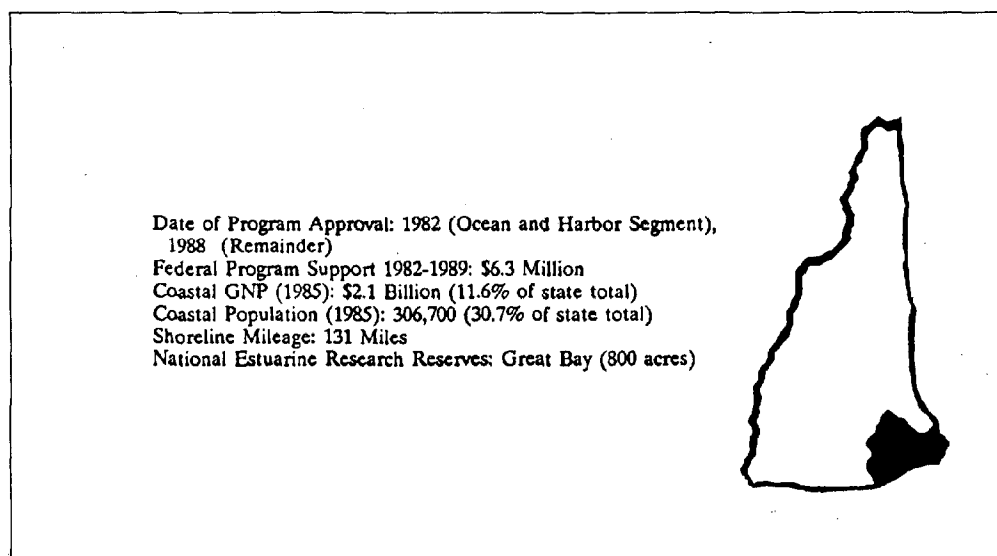 Date of Program Approval: 1982 (Ocean and Harbor Segment),
1988 (Remainder)
Federal Program Support 1982-1989: $6.3 Million
Coastal GNP (1985): $2.1 Billion (11.6% of state total)
Coastal Population (1985): 306,700 (30.7% of state total)
Shoreline Mileage: 131 Miles
National Estuarine Research Reserves: Great Bay (800 acres)